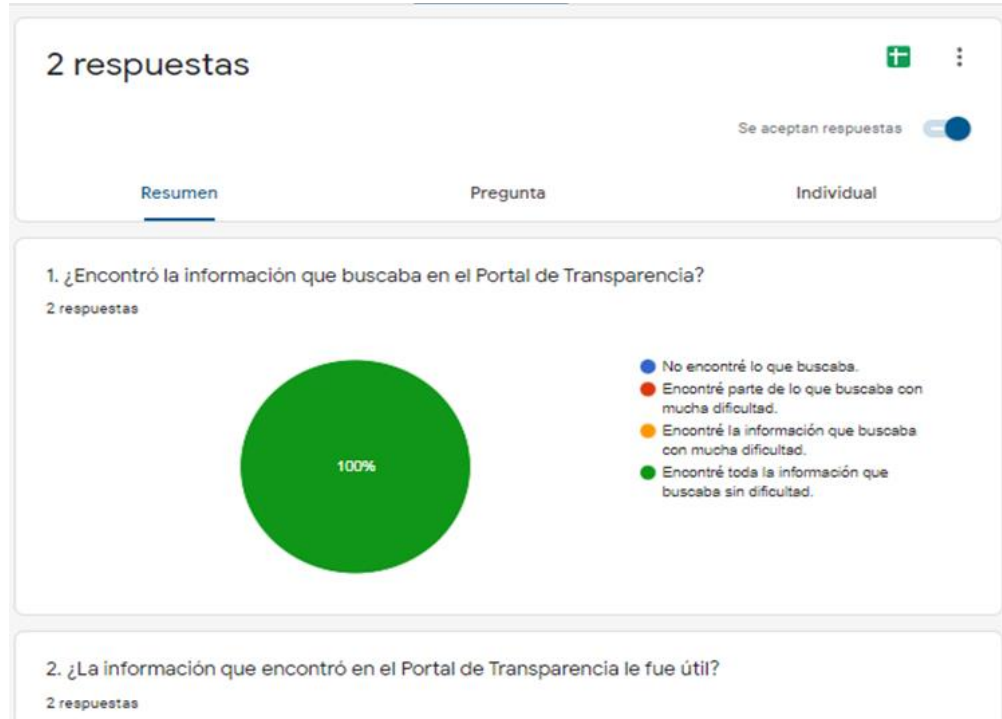 2 respuestas
Se aceptan respuestas
Resumen Pregunta Individual
1. ¿Encontró la información que buscaba en el Portal de Transparencia?
2 respuestas
100%
No encontré lo que buscaba.
Encontré parte de lo que buscaba con
mucha dificultad.
Encontré la información que buscaba
con mucha dificultad.
Encontré toda la información que
buscaba sin dificultad.
2. ¿La información que encontró en el Portal de Transparencia le fue útil?
2 respuestas